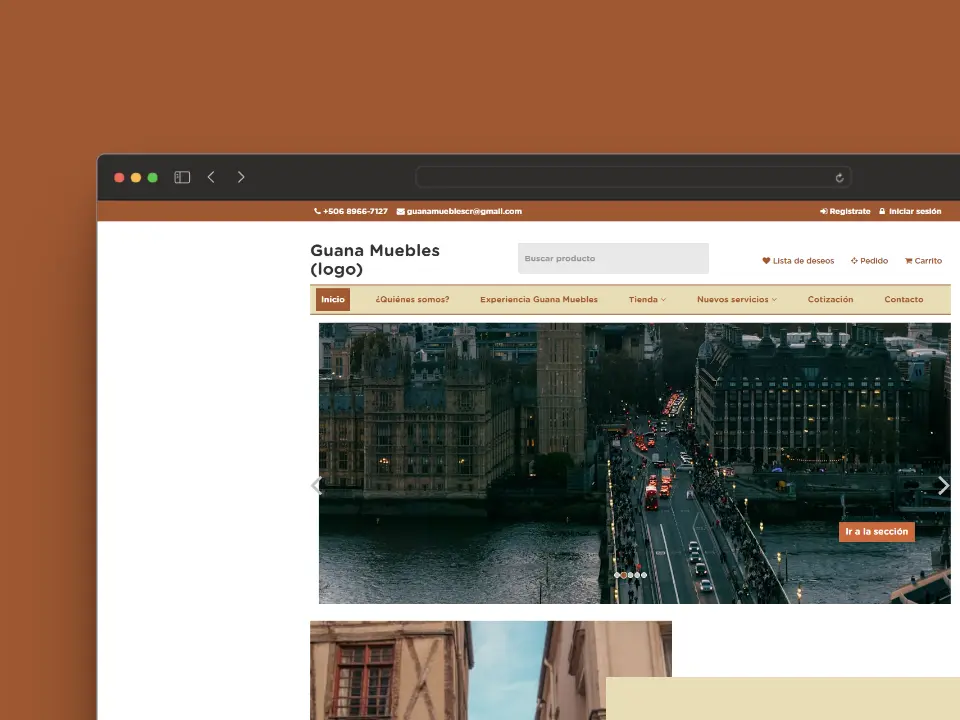 +506 8966-7127 guanamueblescr@gmail.com Registrate Iniciar sesión
Guana Muebles
(logo)
Buscar producto
Lista de deseos Pedido Carrito
Inicio ¿Quiénes somos? Experiencia Guana Muebles Tienda Nuevos servicios Cotización Contacto
Ir a la sección